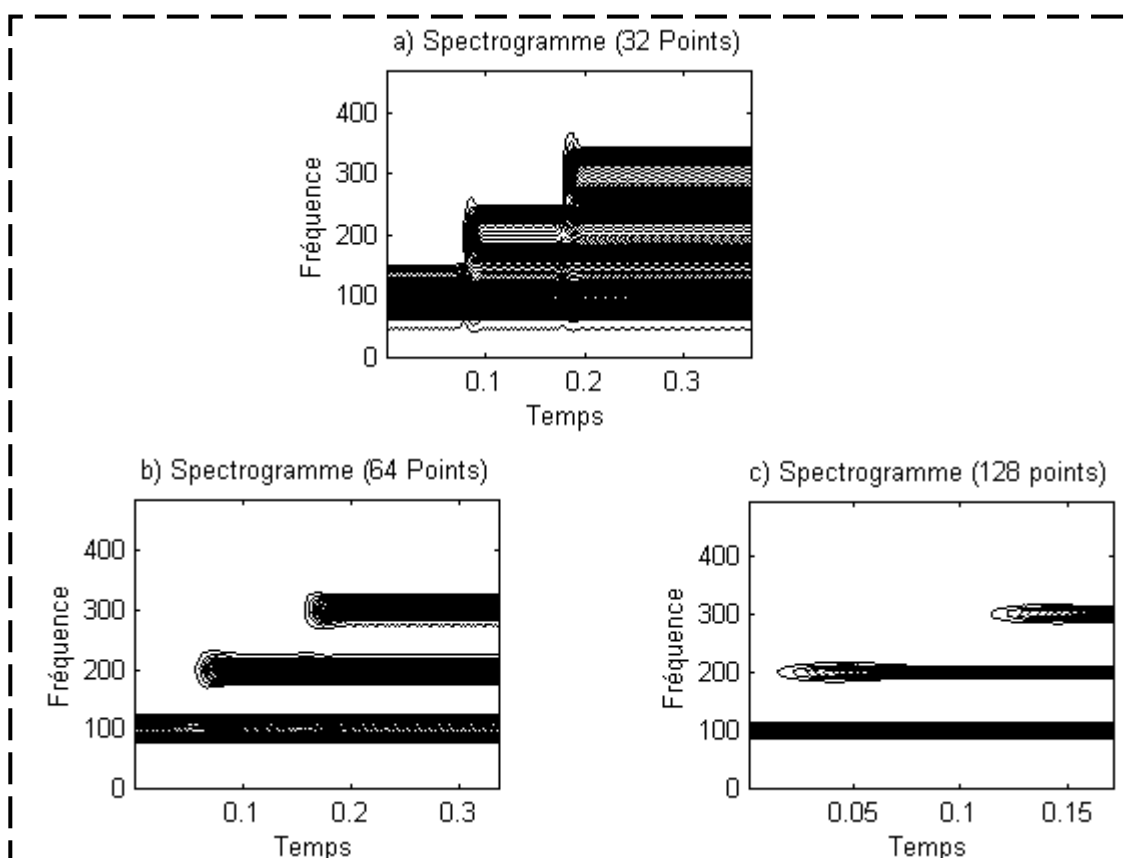 a) Spectrogramme (32 Points)
400
300
200
100
0
Fréquence
0.1 0.2 0.3
Temps
b) Spectrogramme (64 Points)
400
300
200
100
0
Fréquence
0.1 0.2 0.3
Temps
c) Spectrogramme (128 points)
400
300
200
100
0
Fréquence
0.05 0.1 0.15
Temps